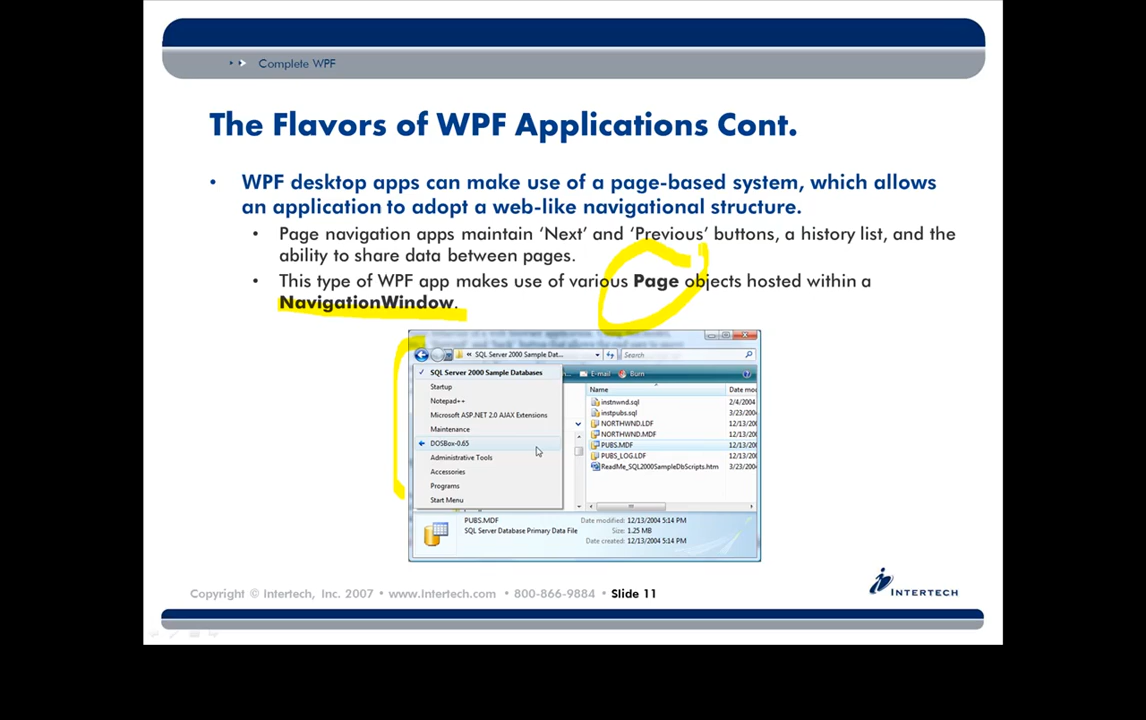 Complete WPF
The Flavors of WPF Applications Cont.
• WPF desktop apps can make use of a page-based system, which allows
an application to adopt a web-like navigational structure.
• Page navigation apps maintain ‘Next’ and ‘Previous’ buttons, a history list, and the
ability to share data between pages.
• This type of WPF app makes use of various Page objects hosted within a
NavigationWindow.
« SQL Server 2000 Sample Dat...
Search
SQL Server 2000 Sample Databases
E-mail
Burn
Startup
Notepad++
Microsoft ASP.NET 2.0 AJAX Extensions
Maintenance
DOSBox-0.65
Administrative Tools
Accessories
Programs
Start Menu
Name
Date mo
instnwnd.sql
2/4/2004
instpubs.sql
3/23/200
NORTHWND.LDF
12/13/200
NORTHWND.MDF
12/13/200
PUBS.MDF
12/13/200
PUBS_LOG.LDF
12/13/200
ReadMe_SQL2000SampleDbScripts.htm
3/23/200
PUBS.MDF
SQL Server Database Primary Data File
Date modified: 12/13/2004 5:14 PM
Size: 1.25 MB
Date created: 12/13/2004 5:14 PM
Copyright © Intertech, Inc. 2007 • www.Intertech.com • 800-866-9884 • Slide 11
INTERTECH